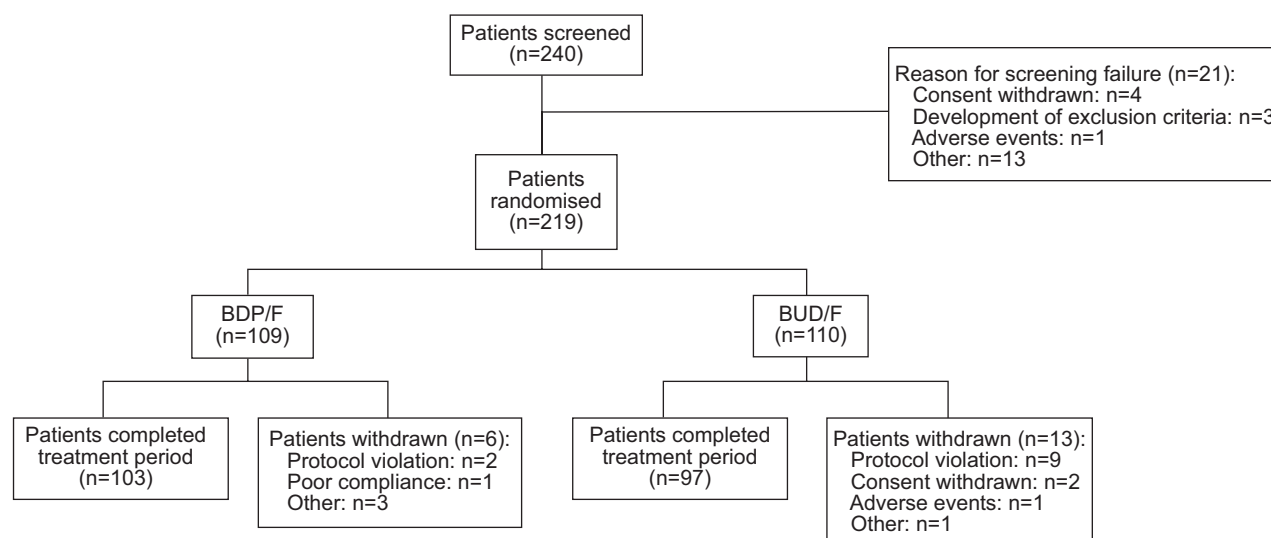 Patients screened
(n=240)
Reason for screening failure (n=21):
Consent withdrawn: n=4
Development of exclusion criteria: n=3
Adverse events: n=1
Other: n=13
Patients
randomised
(n=219)
BDP/F
(n=109)
BUD/F
(n=110)
Patients completed
treatment period
(n=103)
Patients withdrawn (n=6):
Protocol violation: n=2
Poor compliance: n=1
Other: n=3
Patients completed
treatment period
(n=97)
Patients withdrawn (n=13):
Protocol violation: n=9
Consent withdrawn: n=2
Adverse events: n=1
Other: n=1